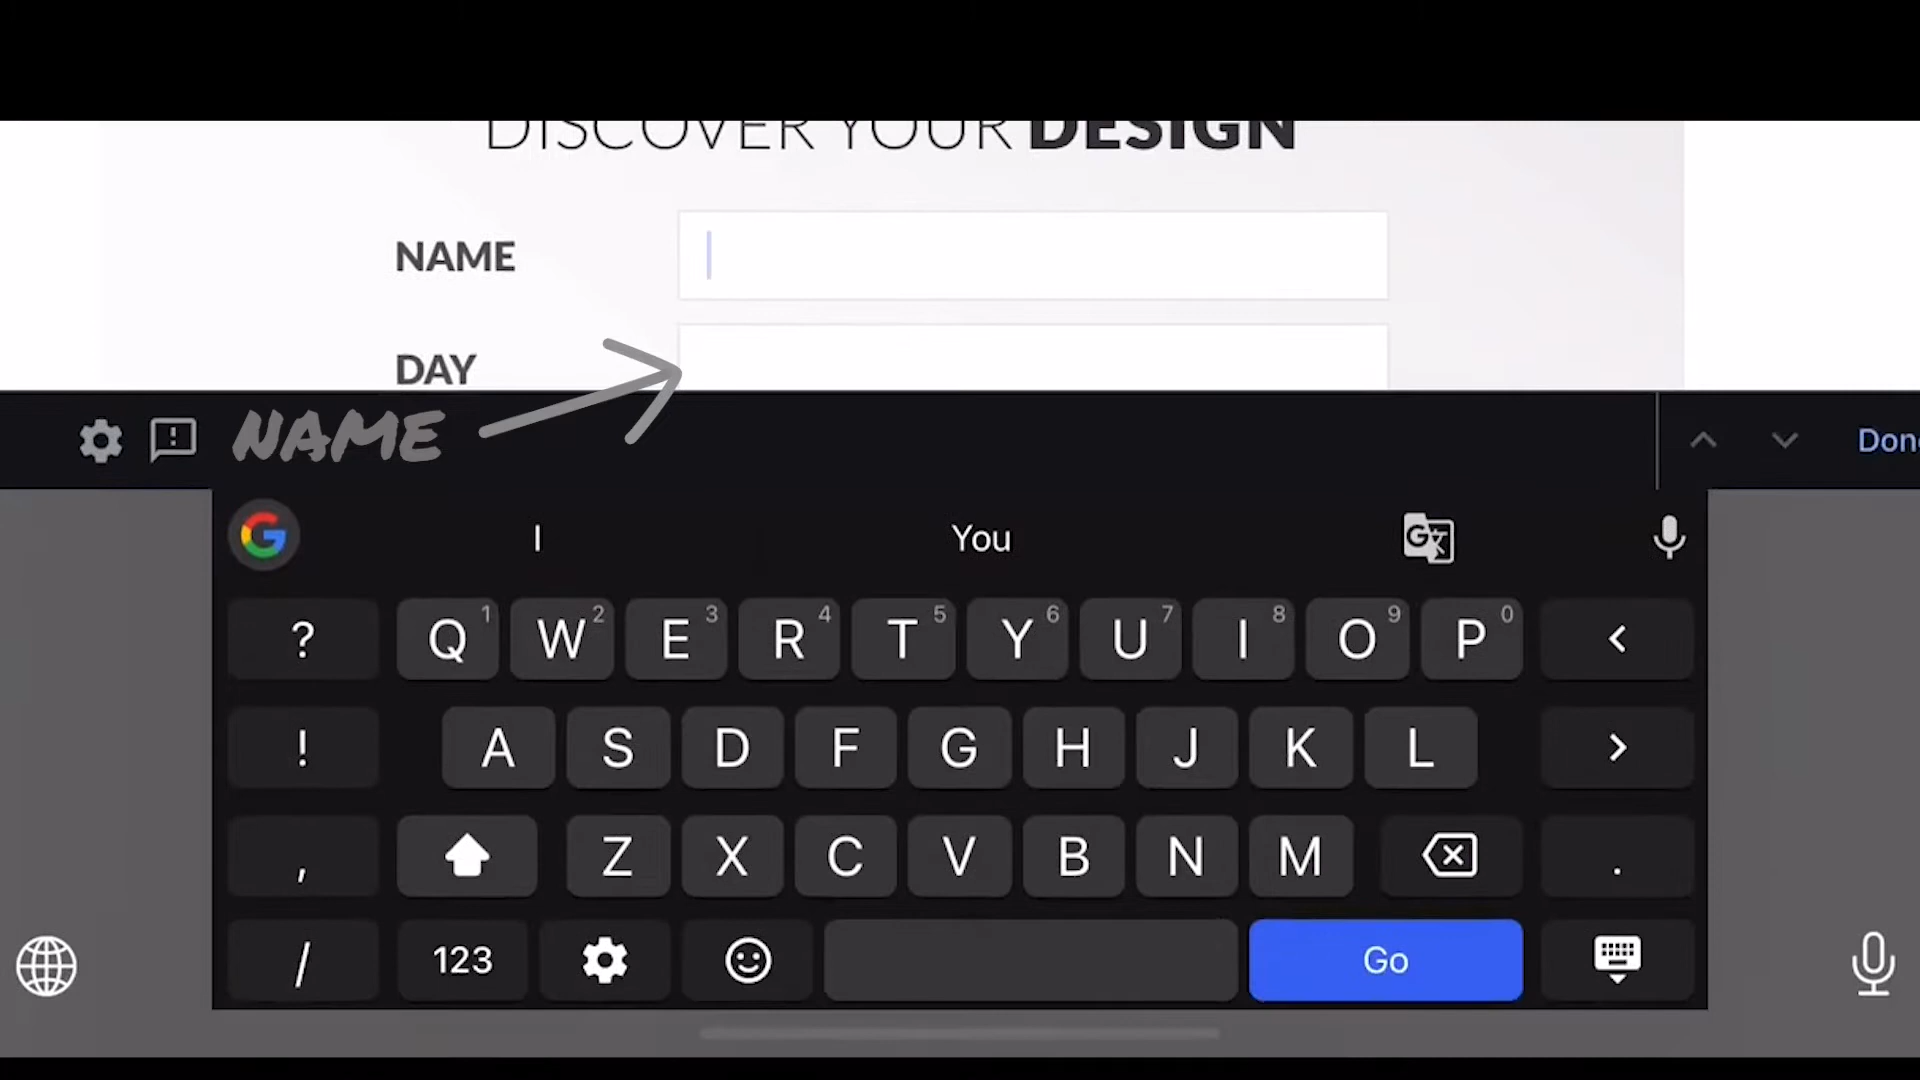 DISCOVER YOUR DESIGN
NAME
DAY
NAME
I You
? Q 1 W 2 E 3 R 4 T 5 Y 6 U 7 I 8 O 9 P 0 <
! A S D F G H J K L >
, Z X C V B N M .
/ 123 Go